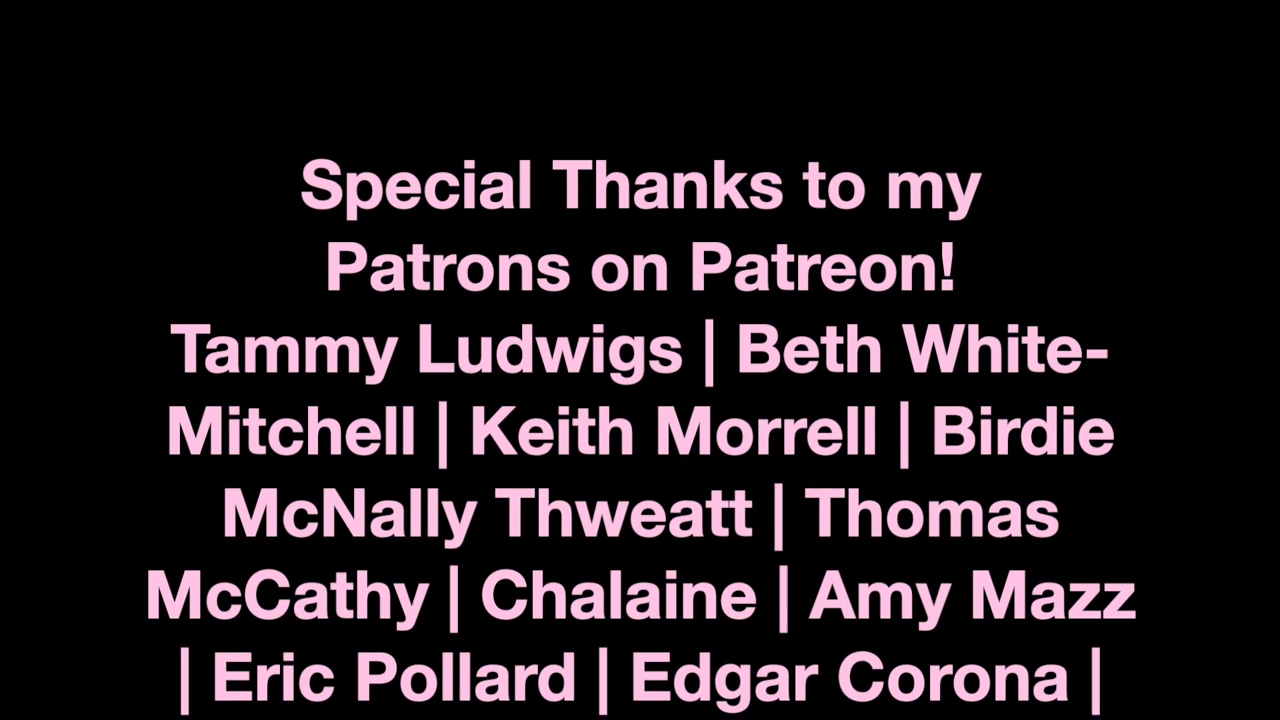 Special Thanks to my
Patrons on Patreon!
Tammy Ludwigs | Beth White-
Mitchell | Keith Morrell | Birdie
McNally Thweatt | Thomas
McCathy | Chalaine | Amy Mazz
| Eric Pollard | Edgar Corona |